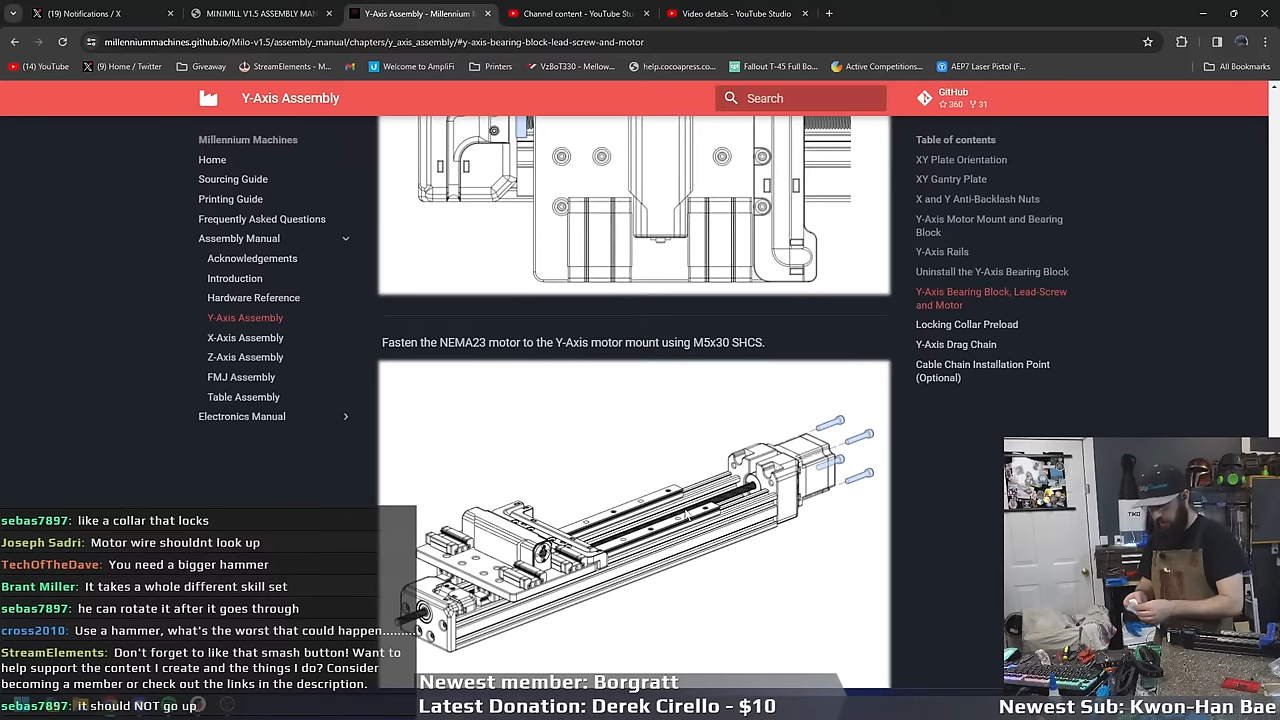 (19) Notifications / X
MINIMILL V1.5 ASSEMBLY MAN
Y-Axis Assembly - Millennium F
Channel content - YouTube Stu
Video details - YouTube Studio
millenniummachines.github.io/Milo-v1.5/assembly_manual/chapters/y_axis_assembly/#y-axis-bearing-block-lead-screw-and-motor
(14) YouTube
(9) Home / Twitter
Giveaway
StreamElements - M...
Welcome to AmpliFi
Printers
VzBoT330 - Mellow...
help.cocoapress.co...
Fallout T-45 Full Bo...
Active Competitions...
AEP7 Laser Pistol (F...
All Bookmarks
Y-Axis Assembly
Search
GitHub
360 31
Millennium Machines
Home
Sourcing Guide
Printing Guide
Frequently Asked Questions
Assembly Manual
Acknowledgements
Introduction
Hardware Reference
Y-Axis Assembly
X-Axis Assembly
Z-Axis Assembly
FMJ Assembly
Table Assembly
Electronics Manual
Fasten the NEMA23 motor to the Y-Axis motor mount using M5x30 SHCS.
Table of contents
XY Plate Orientation
XY Gantry Plate
X and Y Anti-Backlash Nuts
Y-Axis Motor Mount and Bearing
Block
Y-Axis Rails
Uninstall the Y-Axis Bearing Block
Y-Axis Bearing Block, Lead-Screw
and Motor
Locking Collar Preload
Y-Axis Drag Chain
Cable Chain Installation Point
(Optional)
sebas7897: like a collar that locks
Joseph Sadri: Motor wire shouldnt look up
TechOfTheDave: You need a bigger hammer
Brant Miller: It takes a whole different skill set
sebas7897: he can rotate it after it goes through
cross2010: Use a hammer, what's the worst that could happen.........
StreamElements: Don't forget to like that smash button! Want to
help support the content I create and the things I do? Consider
becoming a member or check out the links in the description.
sebas7897: it should NOT go up
Newest member: Borgratt
Latest Donation: Derek Cirello - $10
Newest Sub: Kwon-Han Bae